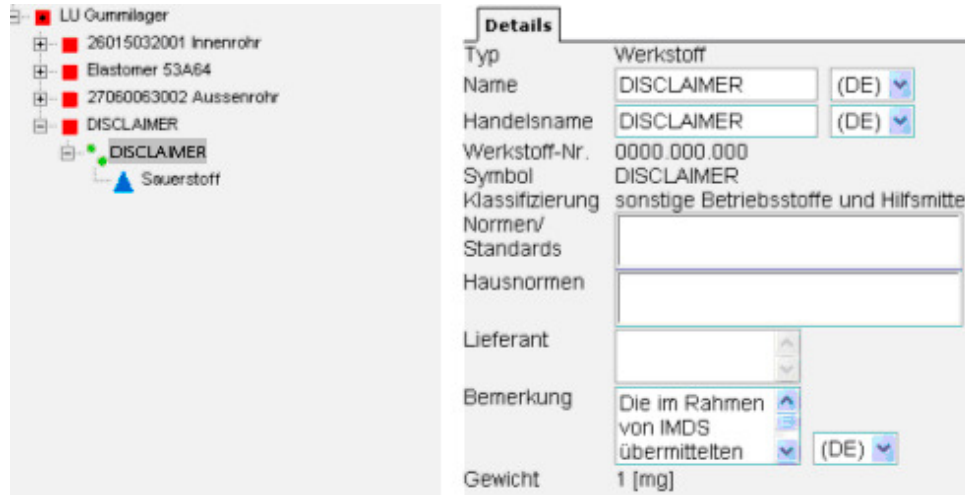 LU Gummilager
26015032001 Innenrohr
Elastomer 53A64
27060063002 Aussenrohr
DISCLAIMER
DISCLAIMER
Sauerstoff
Details
Typ Werkstoff
Name DISCLAIMER (DE)
Handelsname DISCLAIMER (DE)
Werkstoff-Nr. 0000.000.000
Symbol DISCLAIMER
Klassifizierung sonstige Betriebsstoffe und Hilfsmitte
Normen/
Standards
Hausnormen
Lieferant
Bemerkung Die im Rahmen
von IMDS
übermittelten (DE)
Gewicht 1 [mg]